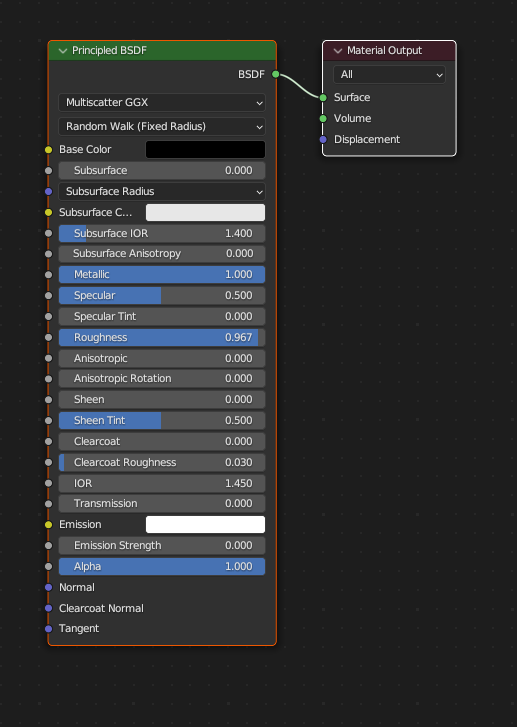 Principled BSDF
BSDF
Multiscatter GGX
Random Walk (Fixed Radius)
Base Color
Subsurface 0.000
Subsurface Radius
Subsurface C...
Subsurface IOR 1.400
Subsurface Anisotropy 0.000
Metallic 1.000
Specular 0.500
Specular Tint 0.000
Roughness 0.967
Anisotropic 0.000
Anisotropic Rotation 0.000
Sheen 0.000
Sheen Tint 0.500
Clearcoat 0.000
Clearcoat Roughness 0.030
IOR 1.450
Transmission 0.000
Emission
Emission Strength 0.000
Alpha 1.000
Normal
Clearcoat Normal
Tangent
Material Output
All
Surface
Volume
Displacement